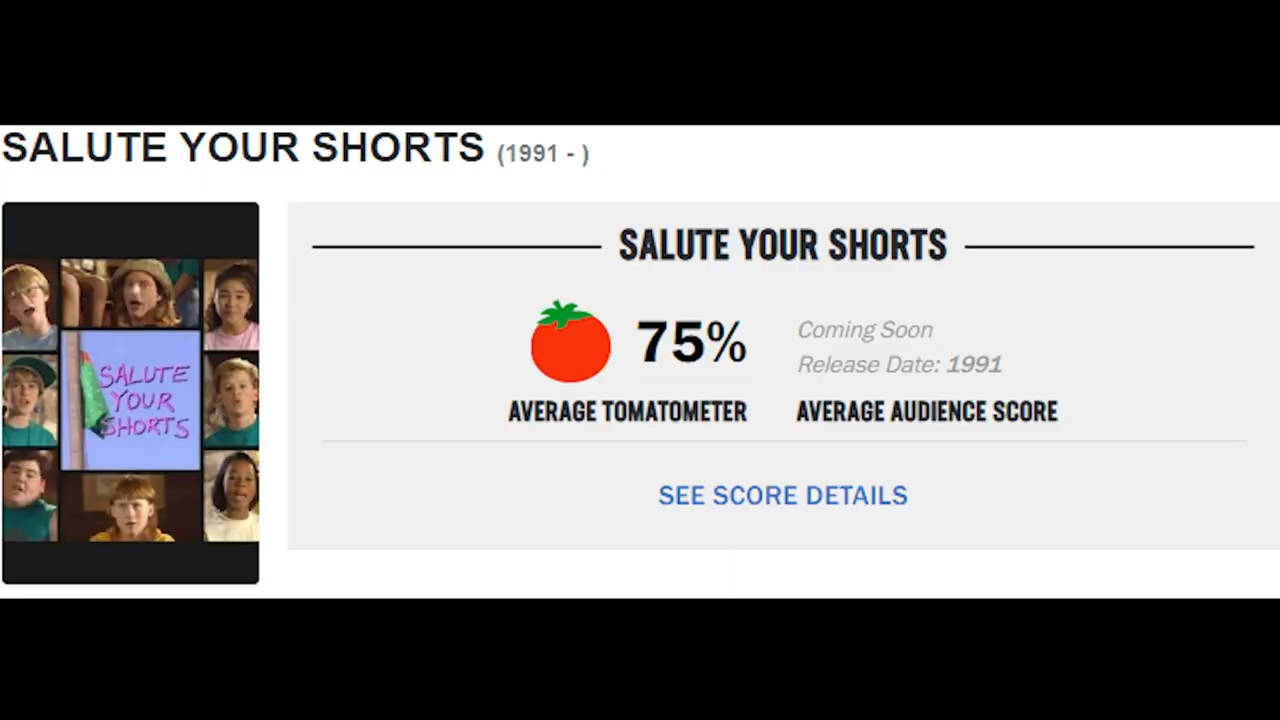 SALUTE YOUR SHORTS (1991 - )
SALUTE YOUR SHORTS
75%
Coming Soon
Release Date: 1991
AVERAGE TOMATOMETER
AVERAGE AUDIENCE SCORE
SALUTE
YOUR
SHORTS
SEE SCORE DETAILS